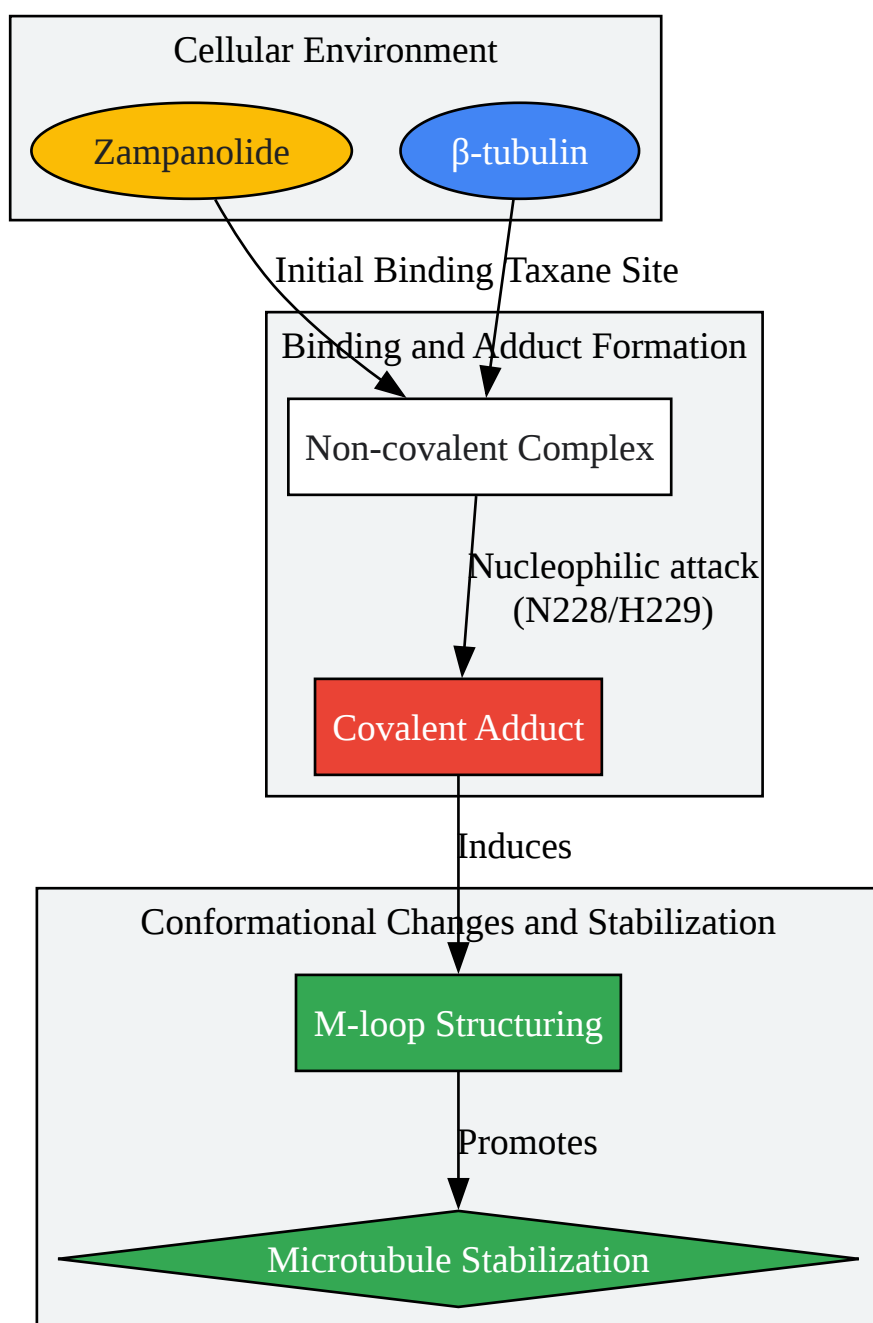 Cellular Environment
Zampanolide
β-tubulin
Initial Binding
Taxane Site
Binding and Adduct Formation
Non-covalent Complex
Nucleophilic attack
(N228/H229)
Covalent Adduct
Induces
Conformational Changes and Stabilization
M-loop Structuring
Promotes
Microtubule Stabilization